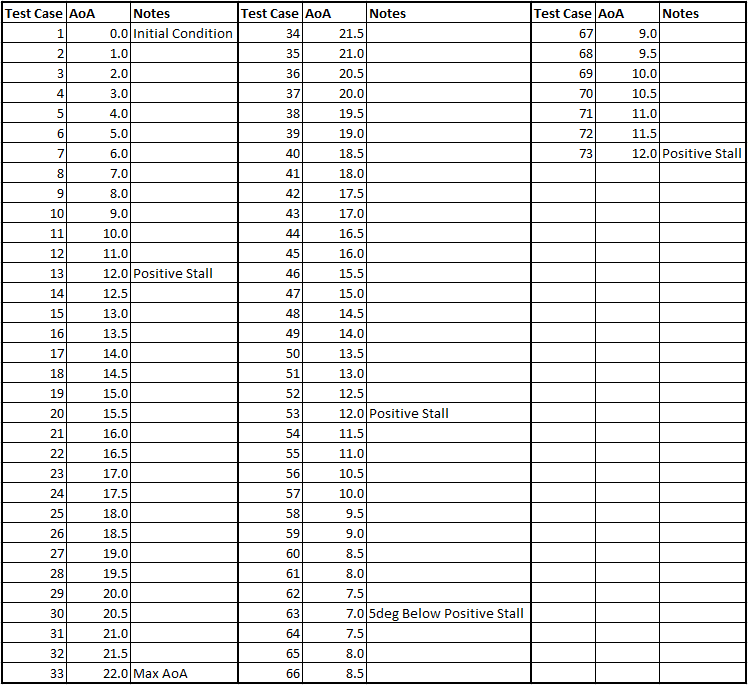 Test Case AoA Notes Test Case AoA Notes Test Case AoA Notes
1 0.0 Initial Condition 34 21.5 67 9.0
2 1.0 35 21.0 68 9.5
3 2.0 36 20.5 69 10.0
4 3.0 37 20.0 70 10.5
5 4.0 38 19.5 71 11.0
6 5.0 39 19.0 72 11.5
7 6.0 40 18.5 73 12.0 Positive Stall
8 7.0 41 18.0
9 8.0 42 17.5
10 9.0 43 17.0
11 10.0 44 16.5
12 11.0 45 16.0
13 12.0 Positive Stall 46 15.5
14 12.5 47 15.0
15 13.0 48 14.5
16 13.5 49 14.0
17 14.0 50 13.5
18 14.5 51 13.0
19 15.0 52 12.5
20 15.5 53 12.0 Positive Stall
21 16.0 54 11.5
22 16.5 55 11.0
23 17.0 56 10.5
24 17.5 57 10.0
25 18.0 58 9.5
26 18.5 59 9.0
27 19.0 60 8.5
28 19.5 61 8.0
29 20.0 62 7.5
30 20.5 63 7.0 5deg Below Positive Stall
31 21.0 64 7.5
32 21.5 65 8.0
33 22.0 Max AoA 66 8.5